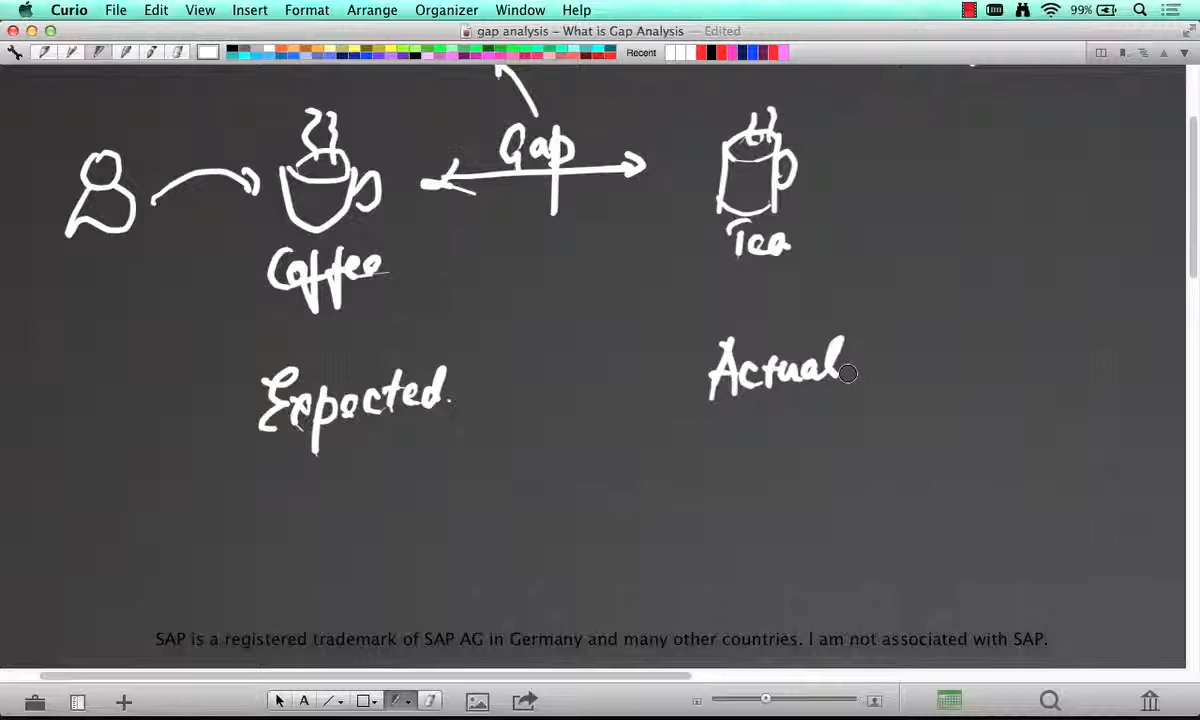 Curio File Edit View Insert Format Arrange Organizer Window Help 99%
gap analysis – What is Gap Analysis — Edited
Recent
Gap
Coffee
Tea
Expected.
Actual
SAP is a registered trademark of SAP AG in Germany and many other countries. I am not associated with SAP.
A